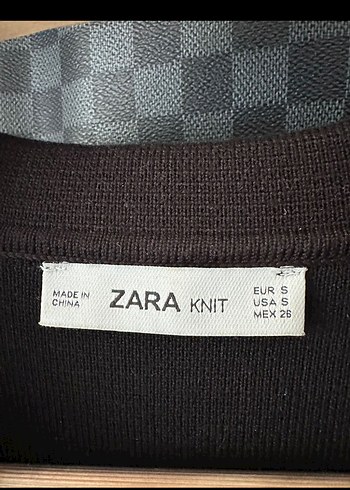 MADE IN
CHINA
ZARA KNIT
EUR S
USA S
MEX 26